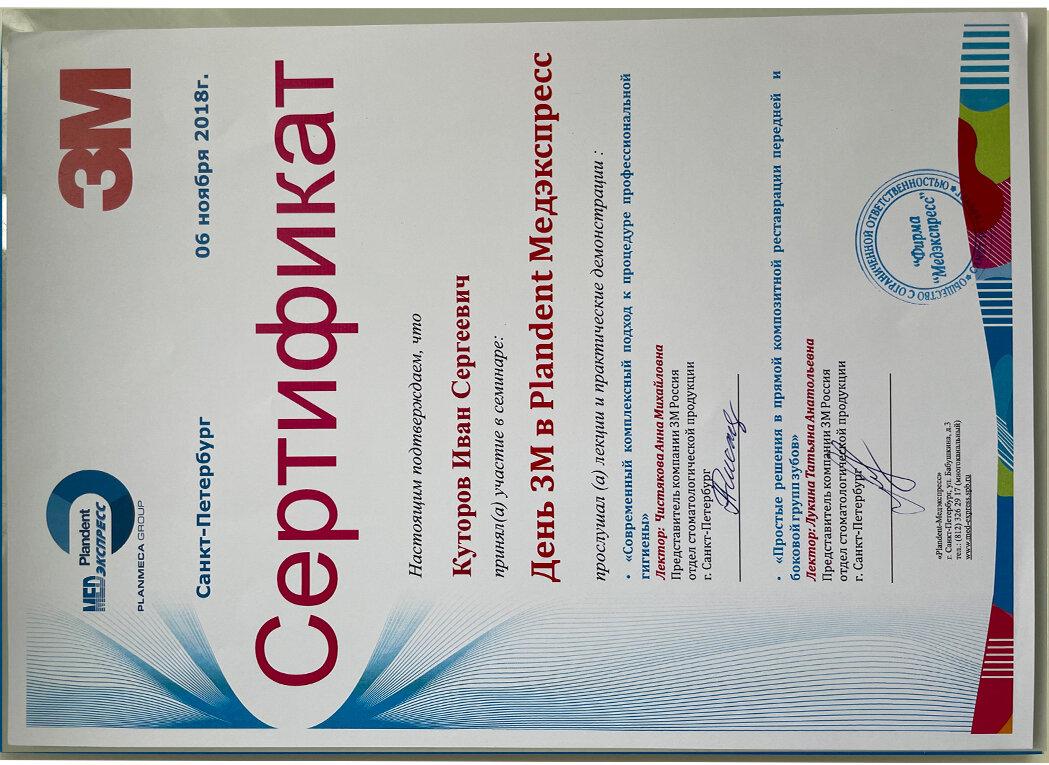 MED Plandent
ЭКСПРЕСС
PLANMECA GROUP
3M
Санкт-Петербург 06 ноября 2018г.
Сертификат
Настоящим подтверждаем, что
Куторов Иван Сергеевич
принял(а) участие в семинаре:
День 3М в Plandent Медэкспресс
прослушал (а) лекции и практические демонстрации :
• «Современный комплексный подход к процедуре профессиональной
гигиены»
Лектор: Чистякова Анна Михайловна
Представитель компании 3М Россия
отдел стоматологической продукции
г. Санкт-Петербург
• «Простые решения в прямой композитной реставрации передней и
боковой групп зубов»
Лектор: Лукина Татьяна Анатольевна
Представитель компании 3М Россия
отдел стоматологической продукции
г. Санкт-Петербург
«Plandent-Медэкспресс»
г. Санкт-Петербург, ул. Бабушкина, д.3
тел.: (812) 326 29 17 (многоканальный)
www.med-express.spb.ru
ОБЩЕСТВО С ОГРАНИЧЕННОЙ ОТВЕТСТВЕННОСТЬЮ
"Фирма
"Медэкспресс"